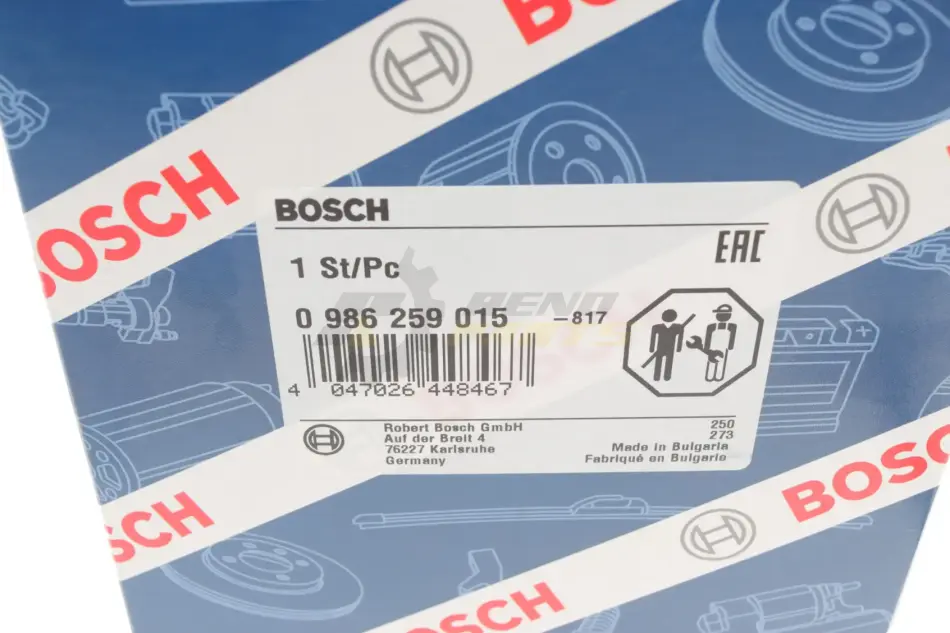 BOSCH
BOSCH
BOSCH
EAC
1 St/Pc
0 986 259 015 -817
4 047026 448467
Robert Bosch GmbH
Auf der Breit 4
76227 Karlsruhe
Germany
250
273
Made in Bulgaria
Fabriqué en Bulgarie
BOSCH
BOSCH
BOSCH